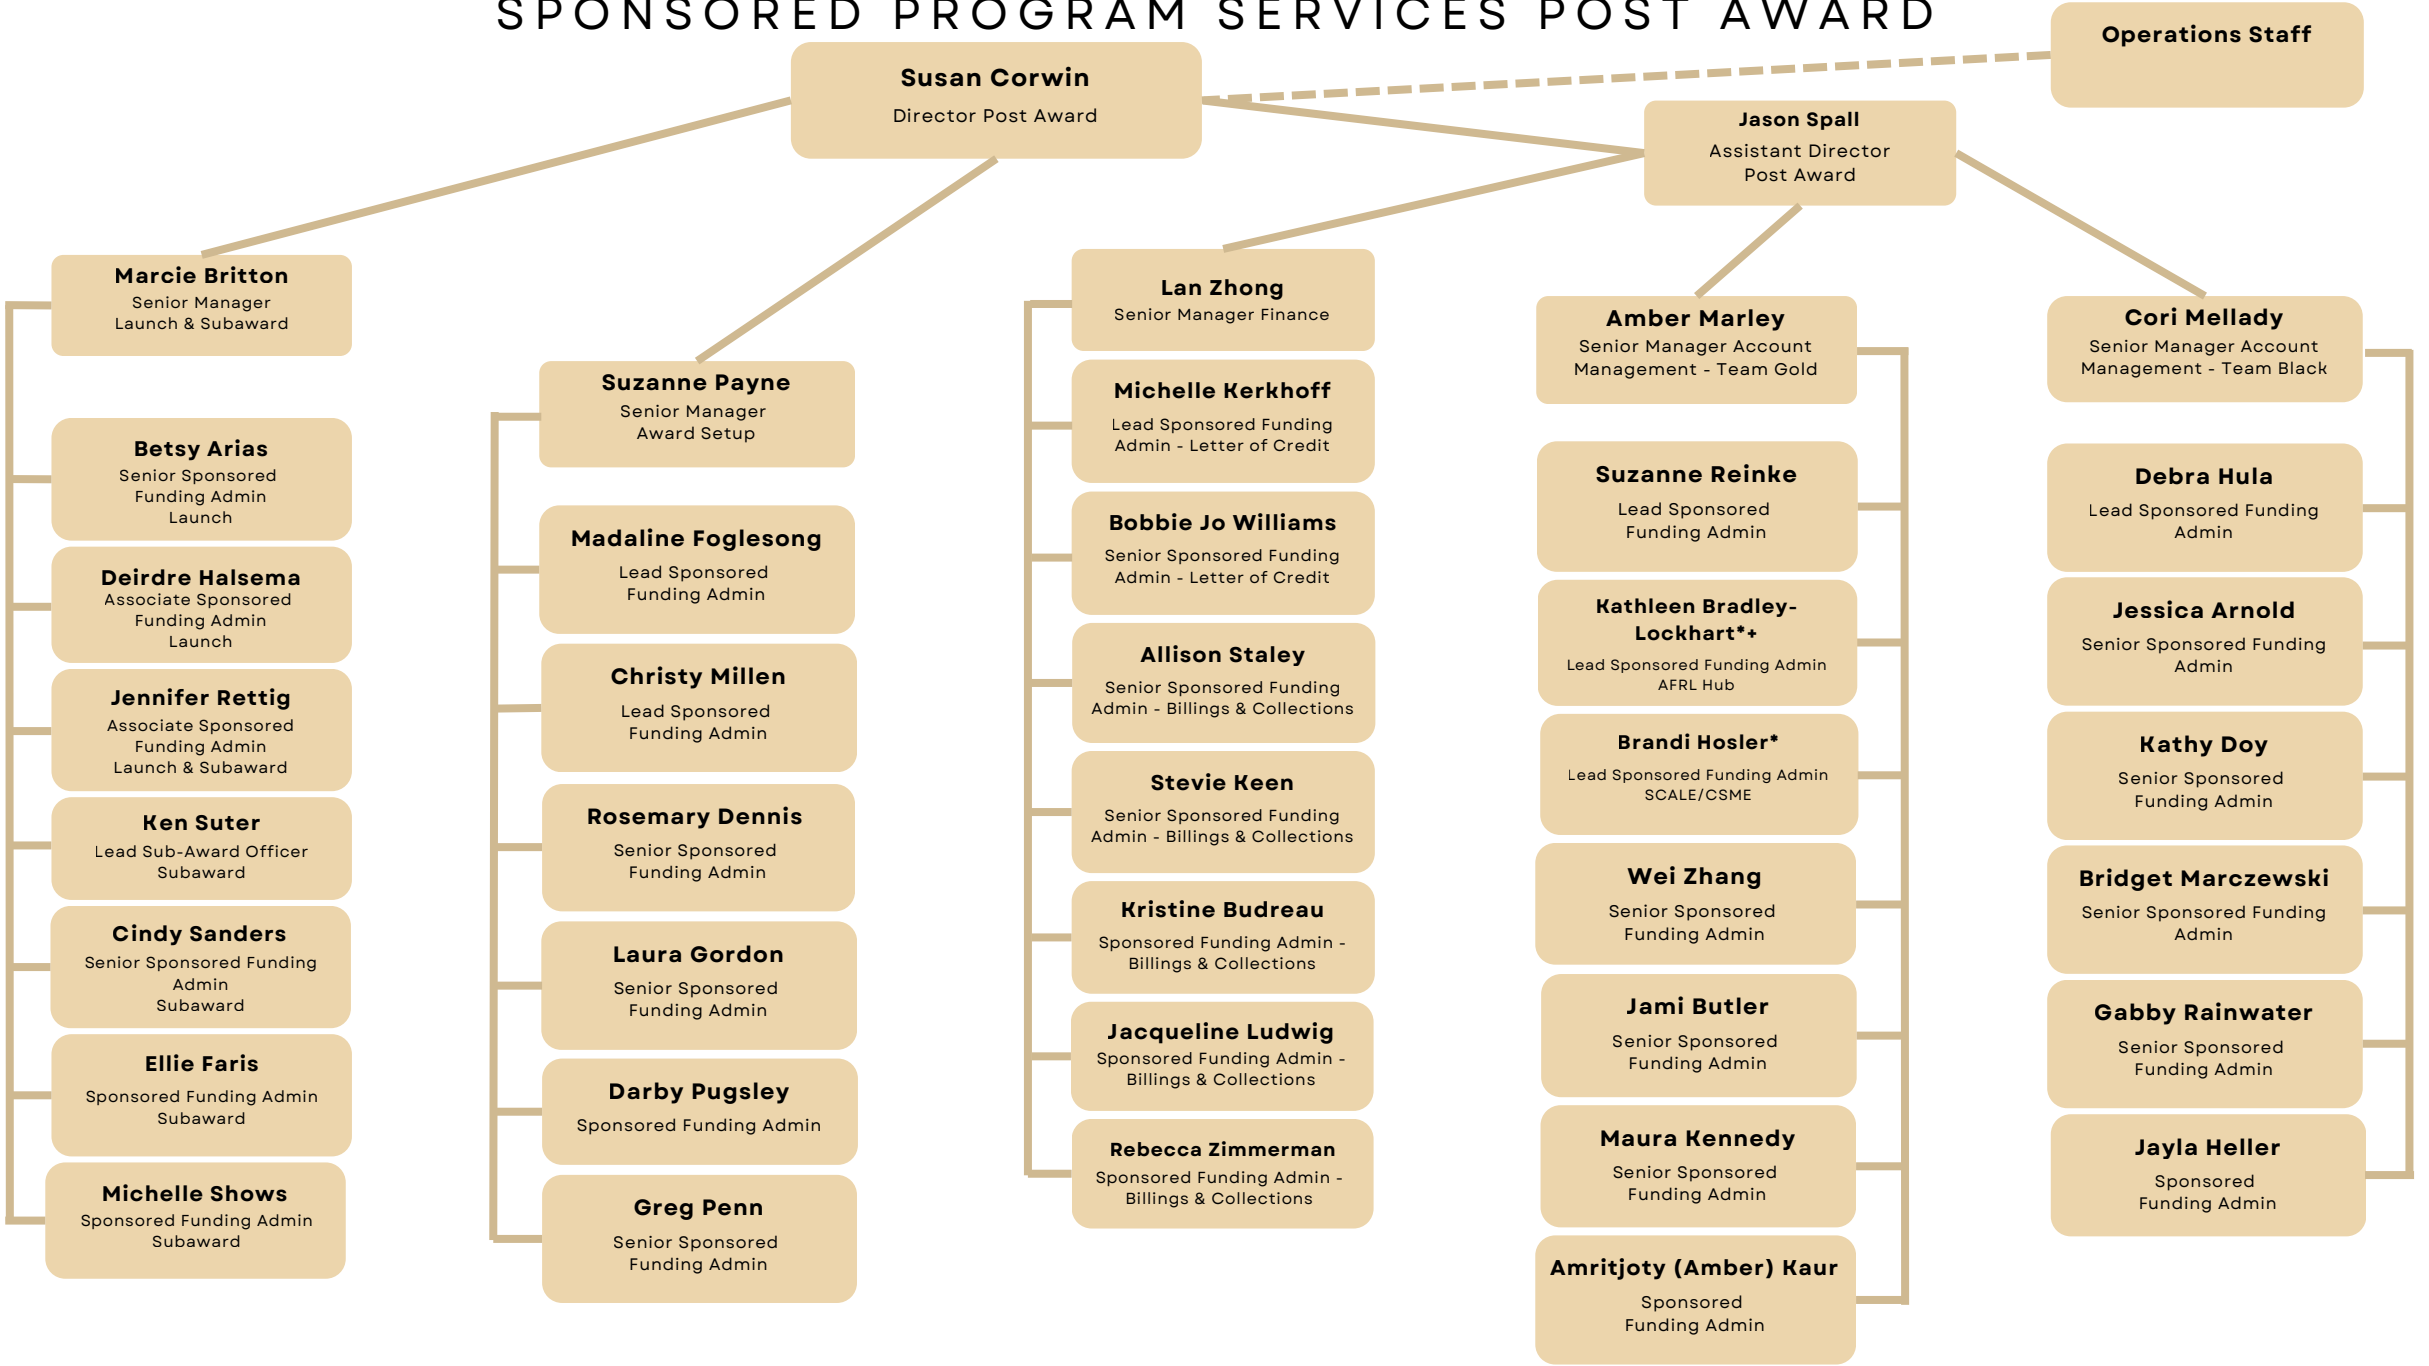 SPONSORED PROGRAM SERVICES POST AWARD
Operations Staff
Susan Corwin
Director Post Award
Jason Spall
Assistant Director
Post Award
Marcie Britton
Senior Manager
Launch & Subaward
Betsy Arias
Senior Sponsored
Funding Admin
Launch
Deirdre Halsema
Associate Sponsored
Funding Admin
Launch
Jennifer Rettig
Associate Sponsored
Funding Admin
Launch & Subaward
Ken Suter
Lead Sub-Award Officer
Subaward
Cindy Sanders
Senior Sponsored Funding
Admin
Subaward
Ellie Faris
Sponsored Funding Admin
Subaward
Michelle Shows
Sponsored Funding Admin
Subaward
Suzanne Payne
Senior Manager
Award Setup
Madaline Foglesong
Lead Sponsored
Funding Admin
Christy Millen
Lead Sponsored
Funding Admin
Rosemary Dennis
Senior Sponsored
Funding Admin
Laura Gordon
Senior Sponsored
Funding Admin
Darby Pugsley
Sponsored Funding Admin
Greg Penn
Senior Sponsored
Funding Admin
Lan Zhong
Senior Manager Finance
Michelle Kerkhoff
Lead Sponsored Funding
Admin - Letter of Credit
Bobbie Jo Williams
Senior Sponsored Funding
Admin - Letter of Credit
Allison Staley
Senior Sponsored Funding
Admin - Billings & Collections
Stevie Keen
Senior Sponsored Funding
Admin - Billings & Collections
Kristine Budreau
Sponsored Funding Admin -
Billings & Collections
Jacqueline Ludwig
Sponsored Funding Admin -
Billings & Collections
Rebecca Zimmerman
Sponsored Funding Admin -
Billings & Collections
Amber Marley
Senior Manager Account
Management - Team Gold
Suzanne Reinke
Lead Sponsored
Funding Admin
Kathleen Bradley-
Lockhart*+
Lead Sponsored Funding Admin
AFRL Hub
Brandi Hosler*
Lead Sponsored Funding Admin
SCALE/CSME
Wei Zhang
Senior Sponsored
Funding Admin
Jami Butler
Senior Sponsored
Funding Admin
Maura Kennedy
Senior Sponsored
Funding Admin
Amritjoty (Amber) Kaur
Sponsored
Funding Admin
Cori Mellady
Senior Manager Account
Management - Team Black
Debra Hula
Lead Sponsored Funding
Admin
Jessica Arnold
Senior Sponsored Funding
Admin
Kathy Doy
Senior Sponsored
Funding Admin
Bridget Marczewski
Senior Sponsored Funding
Admin
Gabby Rainwater
Senior Sponsored
Funding Admin
Jayla Heller
Sponsored
Funding Admin